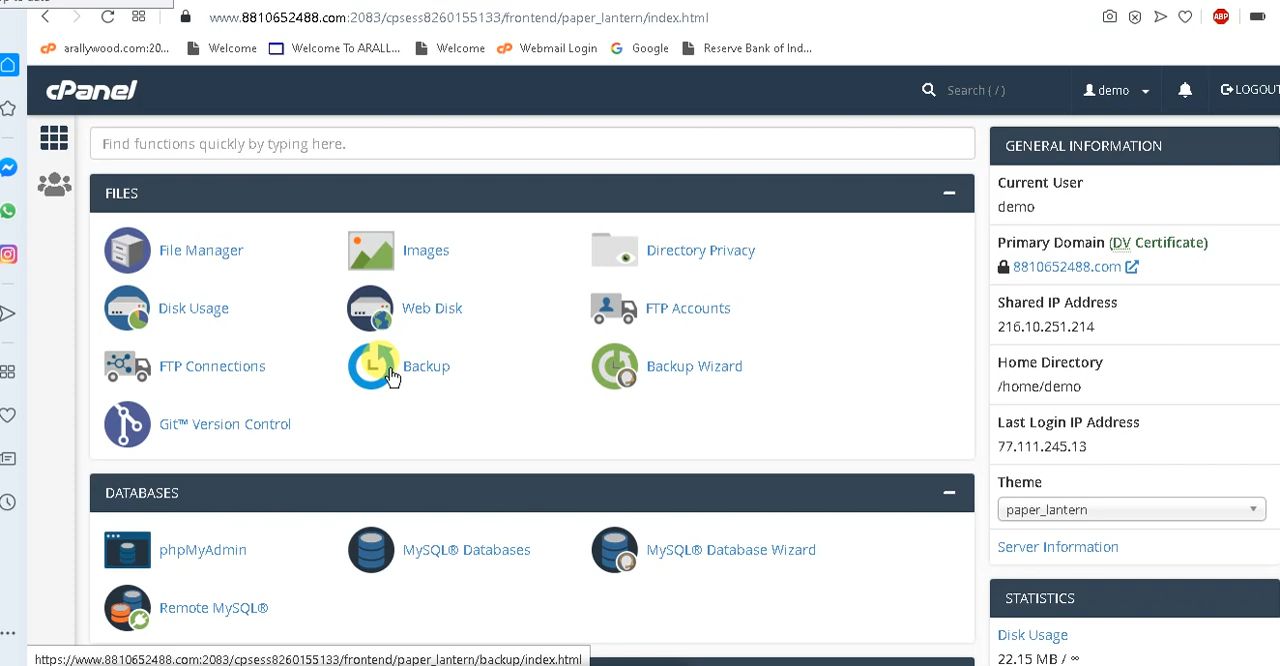 www.8810652488.com:2083/cpsess8260155133/frontend/paper_lantern/index.html
ABP
cP arallywood.com:20... Welcome Welcome To ARALL... Welcome cP Webmail Login G Google Reserve Bank of Ind...
cPanel Search ( / ) demo LOGOUT
Find functions quickly by typing here.
FILES
File Manager Images Directory Privacy
Disk Usage Web Disk FTP Accounts
FTP Connections Backup Backup Wizard
Git™ Version Control
DATABASES
phpMyAdmin MySQL® Databases MySQL® Database Wizard
Remote MySQL®
GENERAL INFORMATION
Current User
demo
Primary Domain (DV Certificate)
8810652488.com
Shared IP Address
216.10.251.214
Home Directory
/home/demo
Last Login IP Address
77.111.245.13
Theme
paper_lantern
Server Information
STATISTICS
Disk Usage
22.15 MB / ∞
https://www.8810652488.com:2083/cpsess8260155133/frontend/paper_lantern/backup/index.html